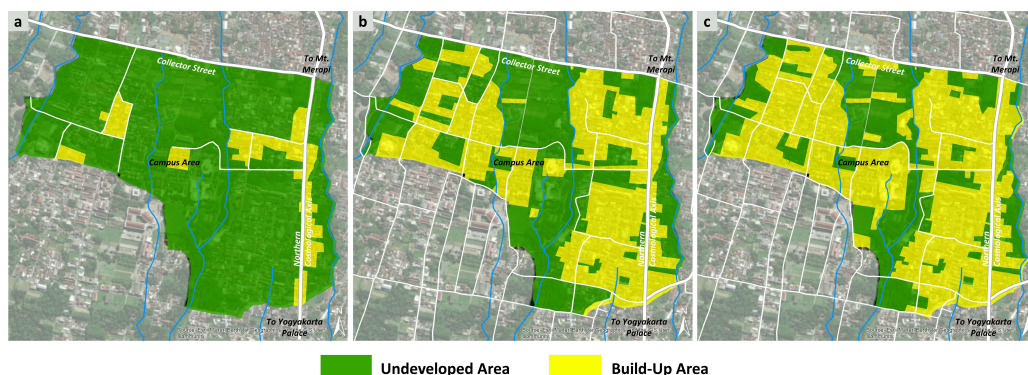 a
To Mt.
Merapi
Collector Street
Campus Area
Northern
Cosmological Axis
To Yogyakarta
Palace
N
b
To Mt.
Merapi
Collector Street
Campus Area
Northern
Cosmological Axis
To Yogyakarta
Palace
N
c
To Mt.
Merapi
Collector Street
Campus Area
Northern
Cosmological Axis
To Yogyakarta
Palace
N
Undeveloped Area
Build-Up Area